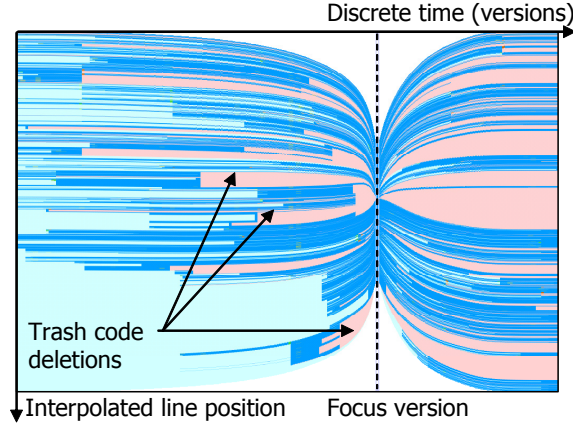 Discrete time (versions)
Trash code
deletions
Interpolated line position
Focus version